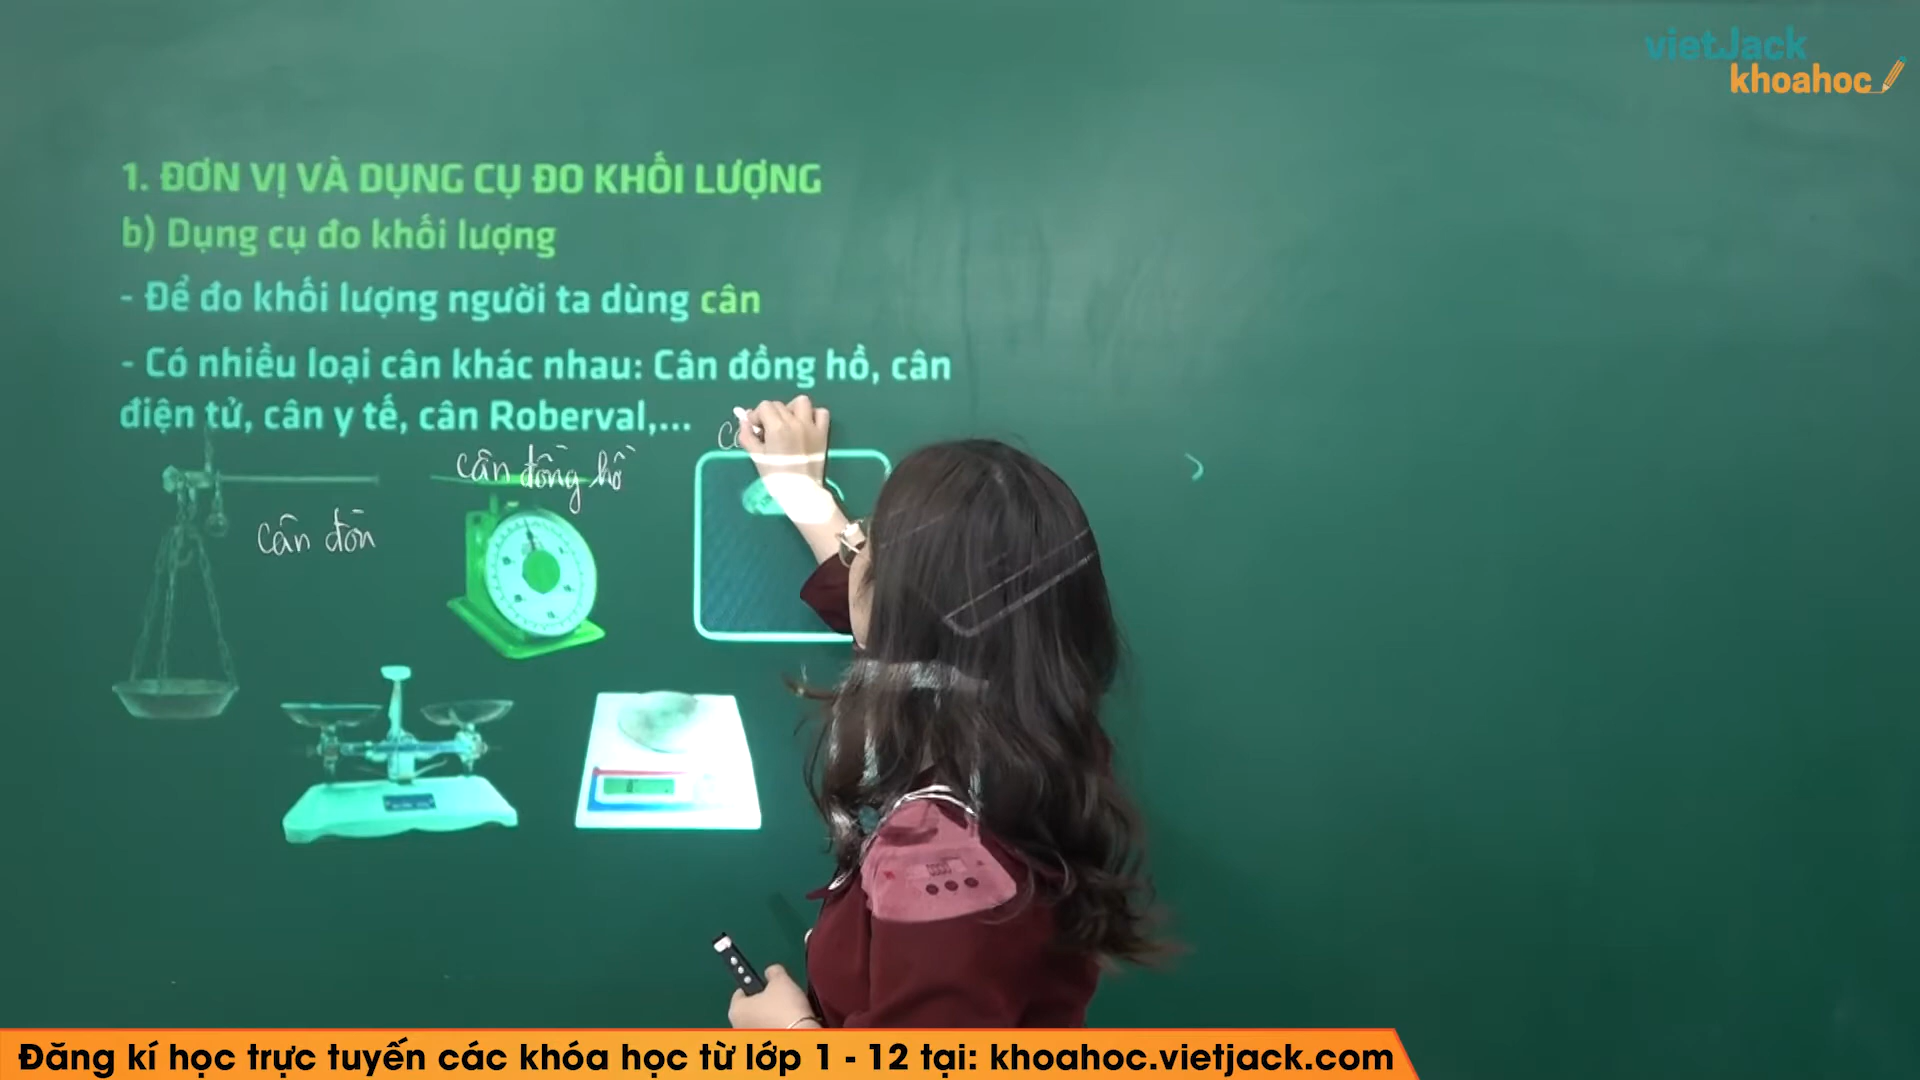 vietJack
khoahoc
1. ĐƠN VỊ VÀ DỤNG CỤ ĐO KHỐI LƯỢNG
b) Dụng cụ đo khối lượng
- Để đo khối lượng người ta dùng cân
- Có nhiều loại cân khác nhau: Cân đồng hồ, cân
điện tử, cân y tế, cân Roberval,...
cân đồng hồ
cân đòn
Đăng kí học trực tuyến các khóa học từ lớp 1 - 12 tại: khoahoc.vietjack.com